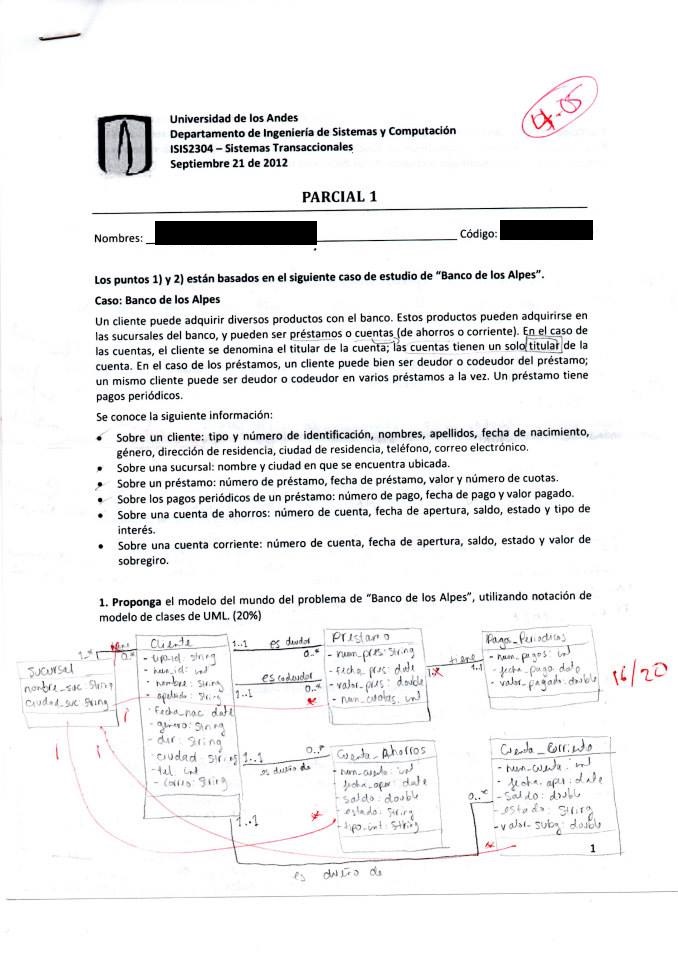 4.05
Universidad de los Andes
Departamento de Ingeniería de Sistemas y Computación
ISIS2304 – Sistemas Transaccionales
Septiembre 21 de 2012
PARCIAL 1
Nombres:
Código:
Los puntos 1) y 2) están basados en el siguiente caso de estudio de “Banco de los Alpes”.
Caso: Banco de los Alpes
Un cliente puede adquirir diversos productos con el banco. Estos productos pueden adquirirse en
las sucursales del banco, y pueden ser préstamos o cuentas (de ahorros o corriente). En el caso de
las cuentas, el cliente se denomina el titular de la cuenta; las cuentas tienen un solo titular de la
cuenta. En el caso de los préstamos, un cliente puede bien ser deudor o codeudor del préstamo;
un mismo cliente puede ser deudor o codeudor en varios préstamos a la vez. Un préstamo tiene
pagos periódicos.
Se conoce la siguiente información:
• Sobre un cliente: tipo y número de identificación, nombres, apellidos, fecha de nacimiento,
género, dirección de residencia, ciudad de residencia, teléfono, correo electrónico.
• Sobre una sucursal: nombre y ciudad en que se encuentra ubicada.
• Sobre un préstamo: número de préstamo, fecha de préstamo, valor y número de cuotas.
• Sobre los pagos periódicos de un préstamo: número de pago, fecha de pago y valor pagado.
• Sobre una cuenta de ahorros: número de cuenta, fecha de apertura, saldo, estado y tipo de
interés.
• Sobre una cuenta corriente: número de cuenta, fecha de apertura, saldo, estado y valor de
sobregiro.
1. Proponga el modelo del mundo del problema de “Banco de los Alpes”, utilizando notación de
modelo de clases de UML. (20%)
Sucursal
nombre_suc: String
ciudad_suc: String
1..*
0..*
Cliente
- tip_id: string
- num_id: int
- nombre: String
- apellido: String
- fecha_nac: date
- genero: String
- dir: String
- ciudad: String
- tel: int
- correo: String
1..1
es deudor
0..*
1..1
es codeudor
0..*
Prestamo
- num_pres: String
- fecha_pres: date
- valor_pres: double
- num_cuotas: int
tiene
1..1
Pagos_Periodicos
- num_pagos: int
- fecha_pago: date
- valor_pagado: double
16/20
1..1
0..*
es dueño de
Cuenta_Ahorros
- num_cuenta: int
- fecha_aper: date
- saldo: double
- estado: String
- tipo_int: String
1..1
0..*
Cuenta_Corriente
- num_cuenta: int
- fecha_aper: date
- saldo: double
- estado: String
- valor_sobg: double
es dueño de
1